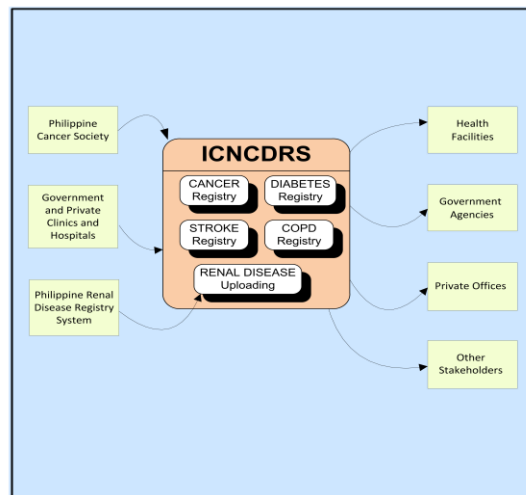 Philippine
Cancer Society
Government
and Private
Clinics and
Hospitals
Philippine Renal
Disease Registry
System
ICNCDRS
CANCER
Registry
DIABETES
Registry
STROKE
Registry
COPD
Registry
RENAL DISEASE
Uploading
Health
Facilities
Government
Agencies
Private Offices
Other
Stakeholders